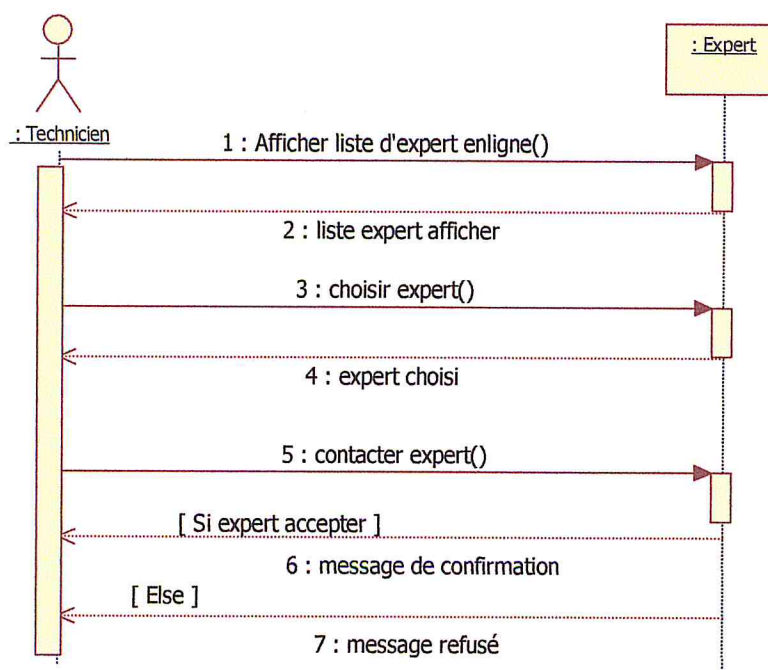 : Expert
: Technicien
1 : Afficher liste d'expert enligne()
2 : liste expert afficher
3 : choisir expert()
4 : expert choisi
5 : contacter expert()
[ Si expert accepter ]
6 : message de confirmation
[ Else ]
7 : message refusé